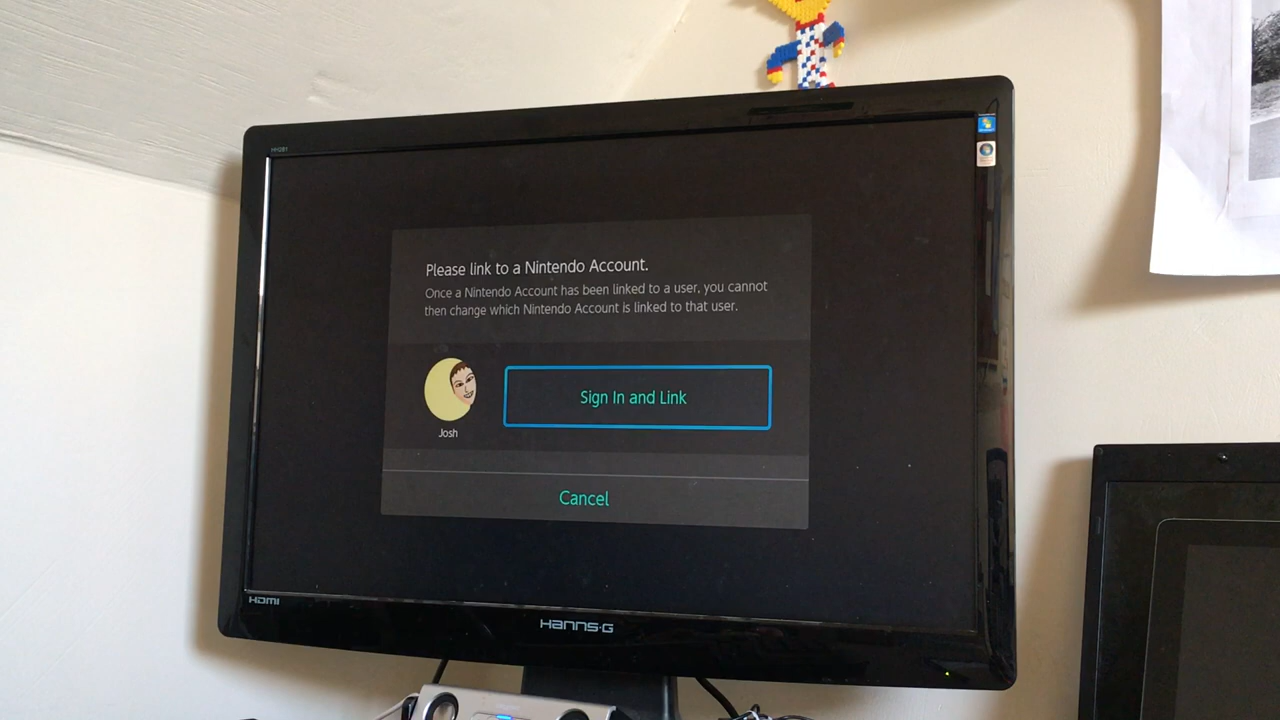 HH281
Please link to a Nintendo Account.
Once a Nintendo Account has been linked to a user, you cannot
then change which Nintendo Account is linked to that user.
Sign In and Link
Josh
Cancel
HDMI
HANNS·G